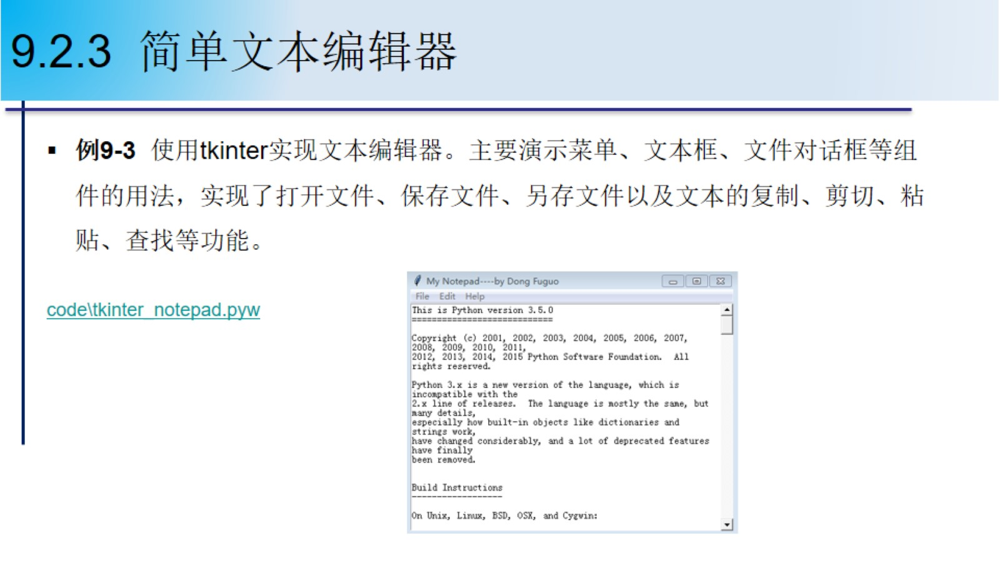 9.2.3 简单文本编辑器
▪ 例9-3 使用tkinter实现文本编辑器。主要演示菜单、文本框、文件对话框等组
件的用法，实现了打开文件、保存文件、另存文件以及文本的复制、剪切、粘
贴、查找等功能。
code\tkinter_notepad.pyw
My Notepad----by Dong Fuguo
File Edit Help
This is Python version 3.5.0
============================
Copyright (c) 2001, 2002, 2003, 2004, 2005, 2006, 2007,
2008, 2009, 2010, 2011,
2012, 2013, 2014, 2015 Python Software Foundation.  All
rights reserved.
Python 3.x is a new version of the language, which is
incompatible with the
2.x line of releases.  The language is mostly the same, but
many details,
especially how built-in objects like dictionaries and
strings work,
have changed considerably, and a lot of deprecated features
have finally
been removed.
Build Instructions
------------------
On Unix, Linux, BSD, OSX, and Cygwin: